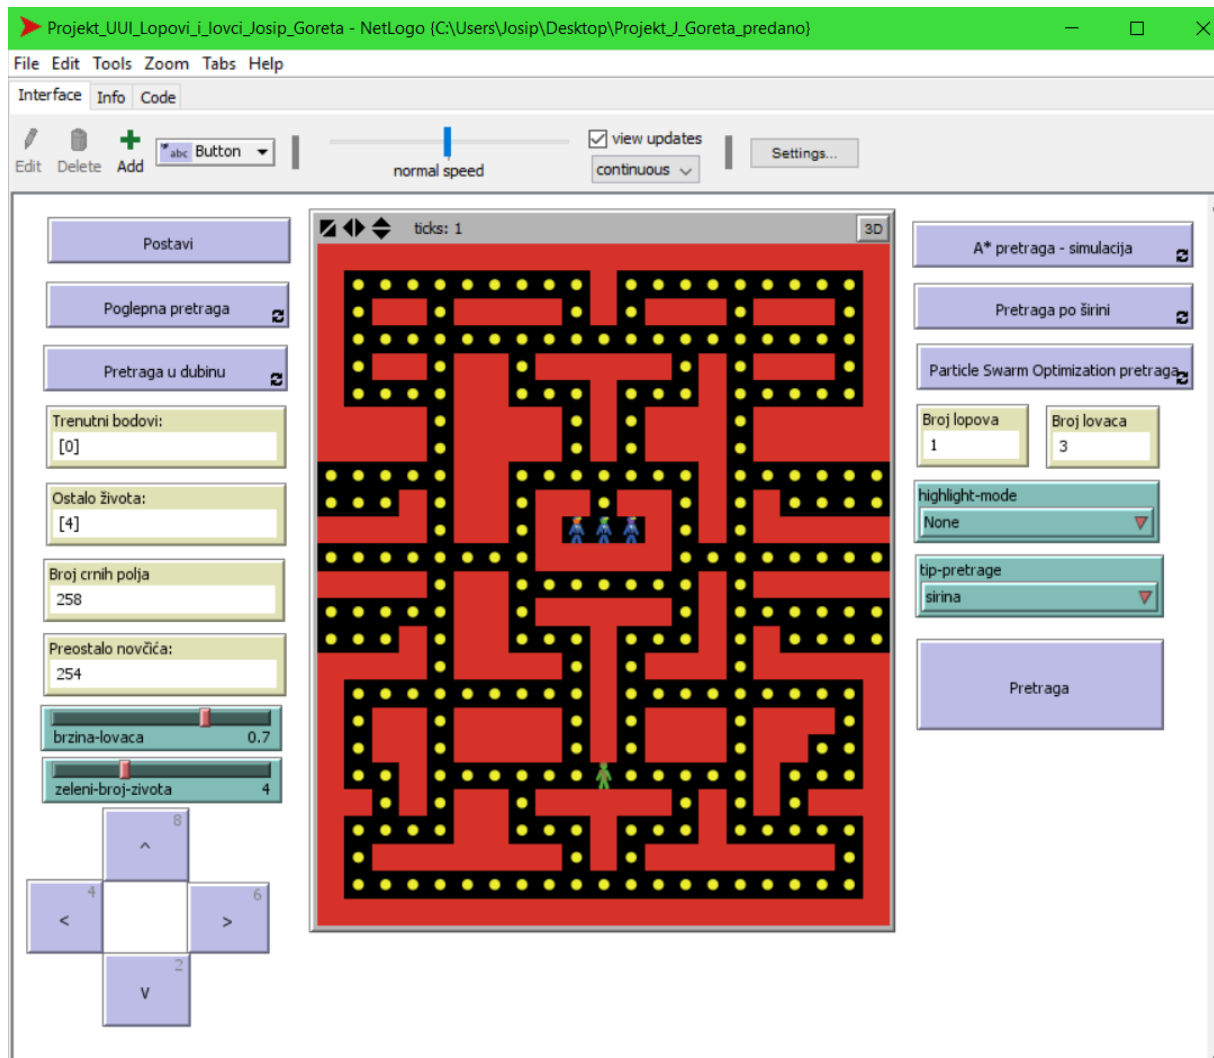 Projekt_UUI_Lopovi_i_lovci_Josip_Goreta - NetLogo {C:\Users\Josip\Desktop\Projekt_J_Goreta_predano}
File Edit Tools Zoom Tabs Help
Interface Info Code
Edit Delete Add abc Button
normal speed
view updates
continuous
Settings...
Postavi
Poglepna pretraga
Pretraga u dubinu
Trenutni bodovi:
[0]
Ostalo života:
[4]
Broj crnih polja
258
Preostalo novčića:
254
brzina-lovaca 0.7
zeleni-broj-zivota 4
8
^
4
<
6
>
2
v
ticks: 1
3D
A* pretraga - simulacija
Pretraga po širini
Particle Swarm Optimization pretraga
Broj lopova
1
Broj lovaca
3
highlight-mode
None
tip-pretrage
sirina
Pretraga